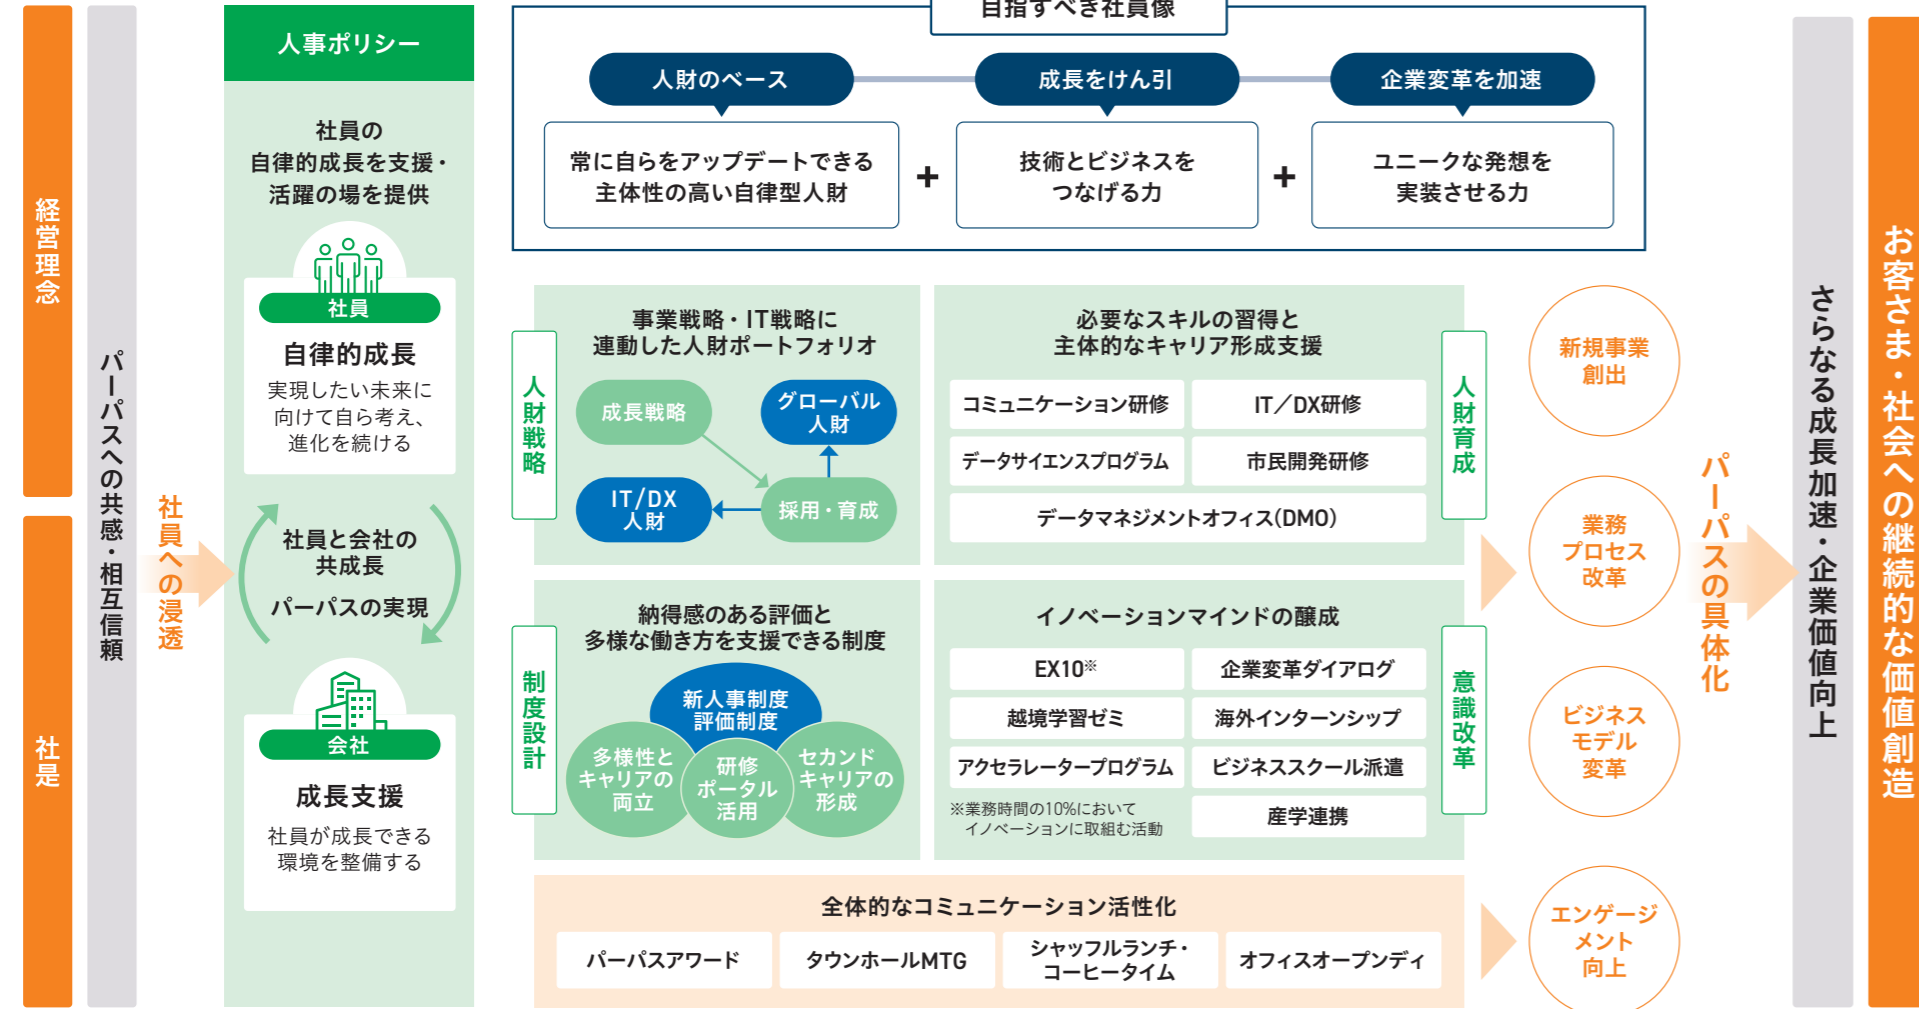 経営理念
社是
パーパスへの共感・相互信頼
社員への浸透
人事ポリシー
社員の
自律的成長を支援・
活躍の場を提供
社員
自律的成長
実現したい未来に
向けて自ら考え、
進化を続ける
社員と会社の
共成長
パーパスの実現
会社
成長支援
社員が成長できる
環境を整備する
目指すべき社員像
人財のベース
常に自らをアップデートできる
主体性の高い自律型人財
+
成長をけん引
技術とビジネスを
つなげる力
+
企業変革を加速
ユニークな発想を
実装させる力
人財戦略
事業戦略・IT戦略に
連動した人財ポートフォリオ
成長戦略
グローバル
人財
IT/DX
人財
採用・育成
人財育成
必要なスキルの習得と
主体的なキャリア形成支援
コミュニケーション研修
IT／DX研修
データサイエンスプログラム
市民開発研修
データマネジメントオフィス(DMO)
制度設計
納得感のある評価と
多様な働き方を支援できる制度
新人事制度
評価制度
多様性と
キャリアの
両立
研修
ポータル
活用
セカンド
キャリアの
形成
意識改革
イノベーションマインドの醸成
EX10※
企業変革ダイアログ
越境学習ゼミ
海外インターンシップ
アクセラレータープログラム
ビジネススクール派遣
※業務時間の10%において
イノベーションに取組む活動
産学連携
全体的なコミュニケーション活性化
パーパスアワード
タウンホールMTG
シャッフルランチ・
コーヒータイム
オフィスオープンディ
新規事業
創出
業務
プロセス
改革
ビジネス
モデル
変革
エンゲージ
メント
向上
パーパスの具体化
さらなる成長加速・企業価値向上
お客さま・社会への継続的な価値創造